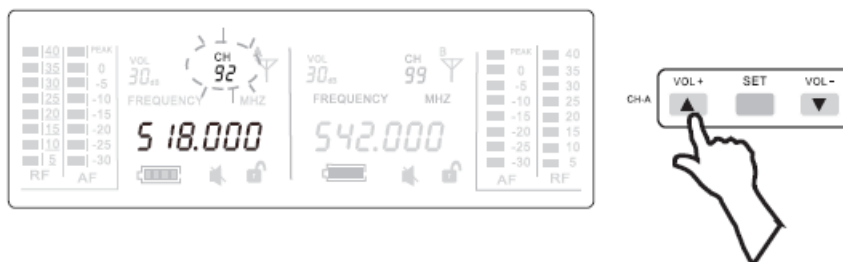 40 PEAK
35 0
30 -5
25 -10
20 -15
15 -20
10 -25
5 -30
RF AF
VOL
30dB
CH
92
A
FREQUENCY MHZ
518.000
VOL
30dB
CH
99
B
FREQUENCY MHZ
542.000
PEAK 40
0 35
-5 30
-10 25
-15 20
-20 15
-25 10
-30 5
AF RF
CH-A VOL+ SET VOL-